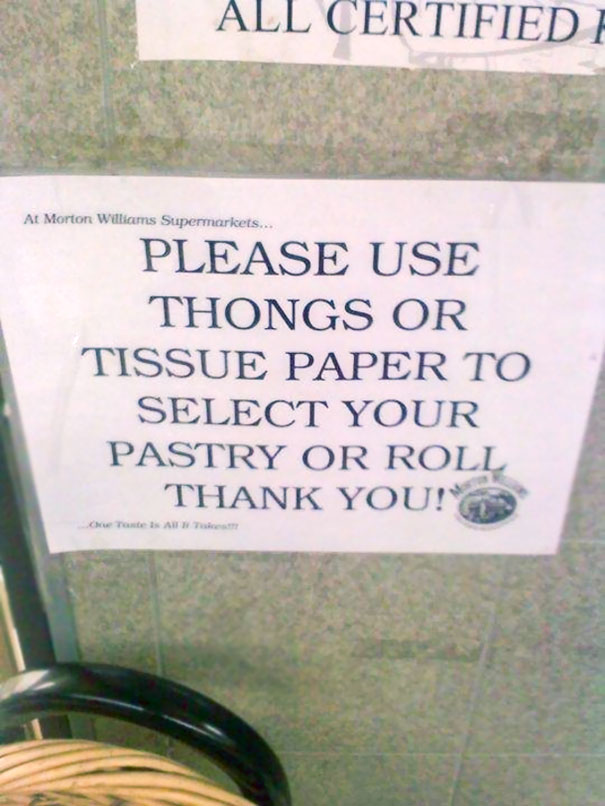 ALL CERTIFIED
At Morton Williams Supermarkets...
PLEASE USE
THONGS OR
TISSUE PAPER TO
SELECT YOUR
PASTRY OR ROLL
THANK YOU!
...One Taste Is All It Takes!!!